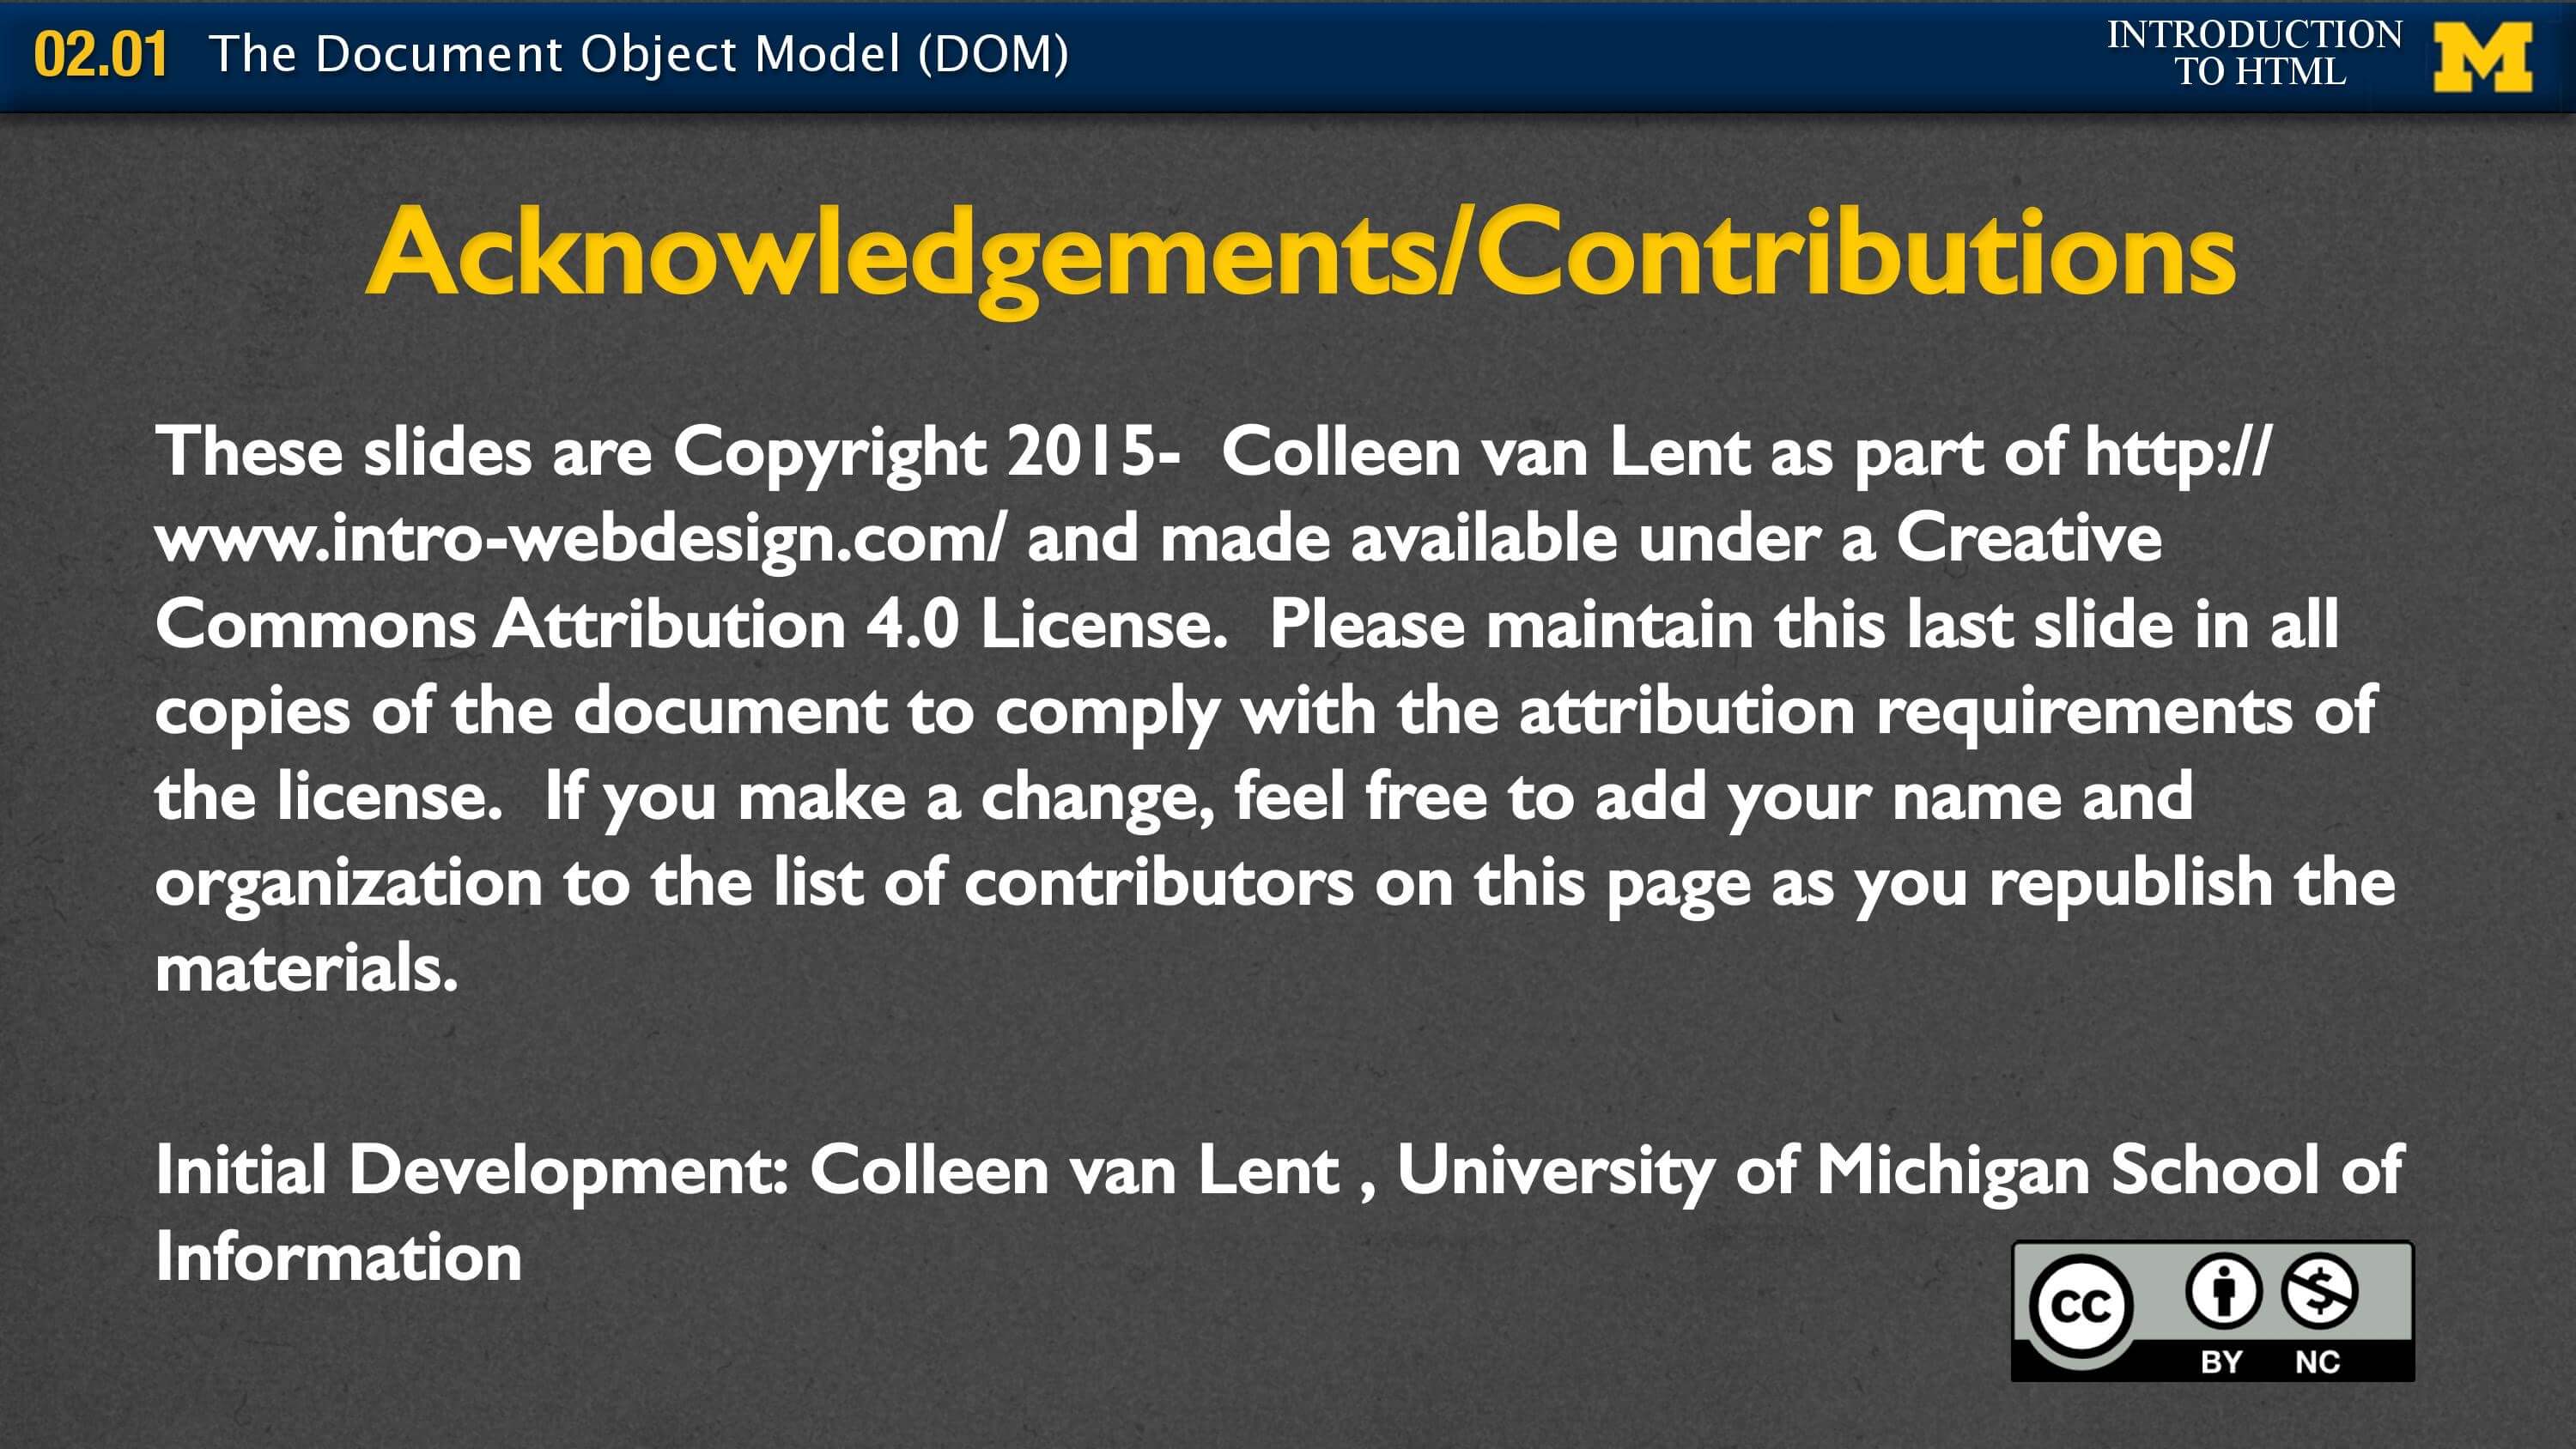 02.01 The Document Object Model (DOM)
INTRODUCTION
TO HTML
M
Acknowledgements/Contributions
These slides are Copyright 2015-  Colleen van Lent as part of http://
www.intro-webdesign.com/ and made available under a Creative
Commons Attribution 4.0 License.  Please maintain this last slide in all
copies of the document to comply with the attribution requirements of
the license.  If you make a change, feel free to add your name and
organization to the list of contributors on this page as you republish the
materials.
Initial Development: Colleen van Lent , University of Michigan School of
Information
cc
BY NC